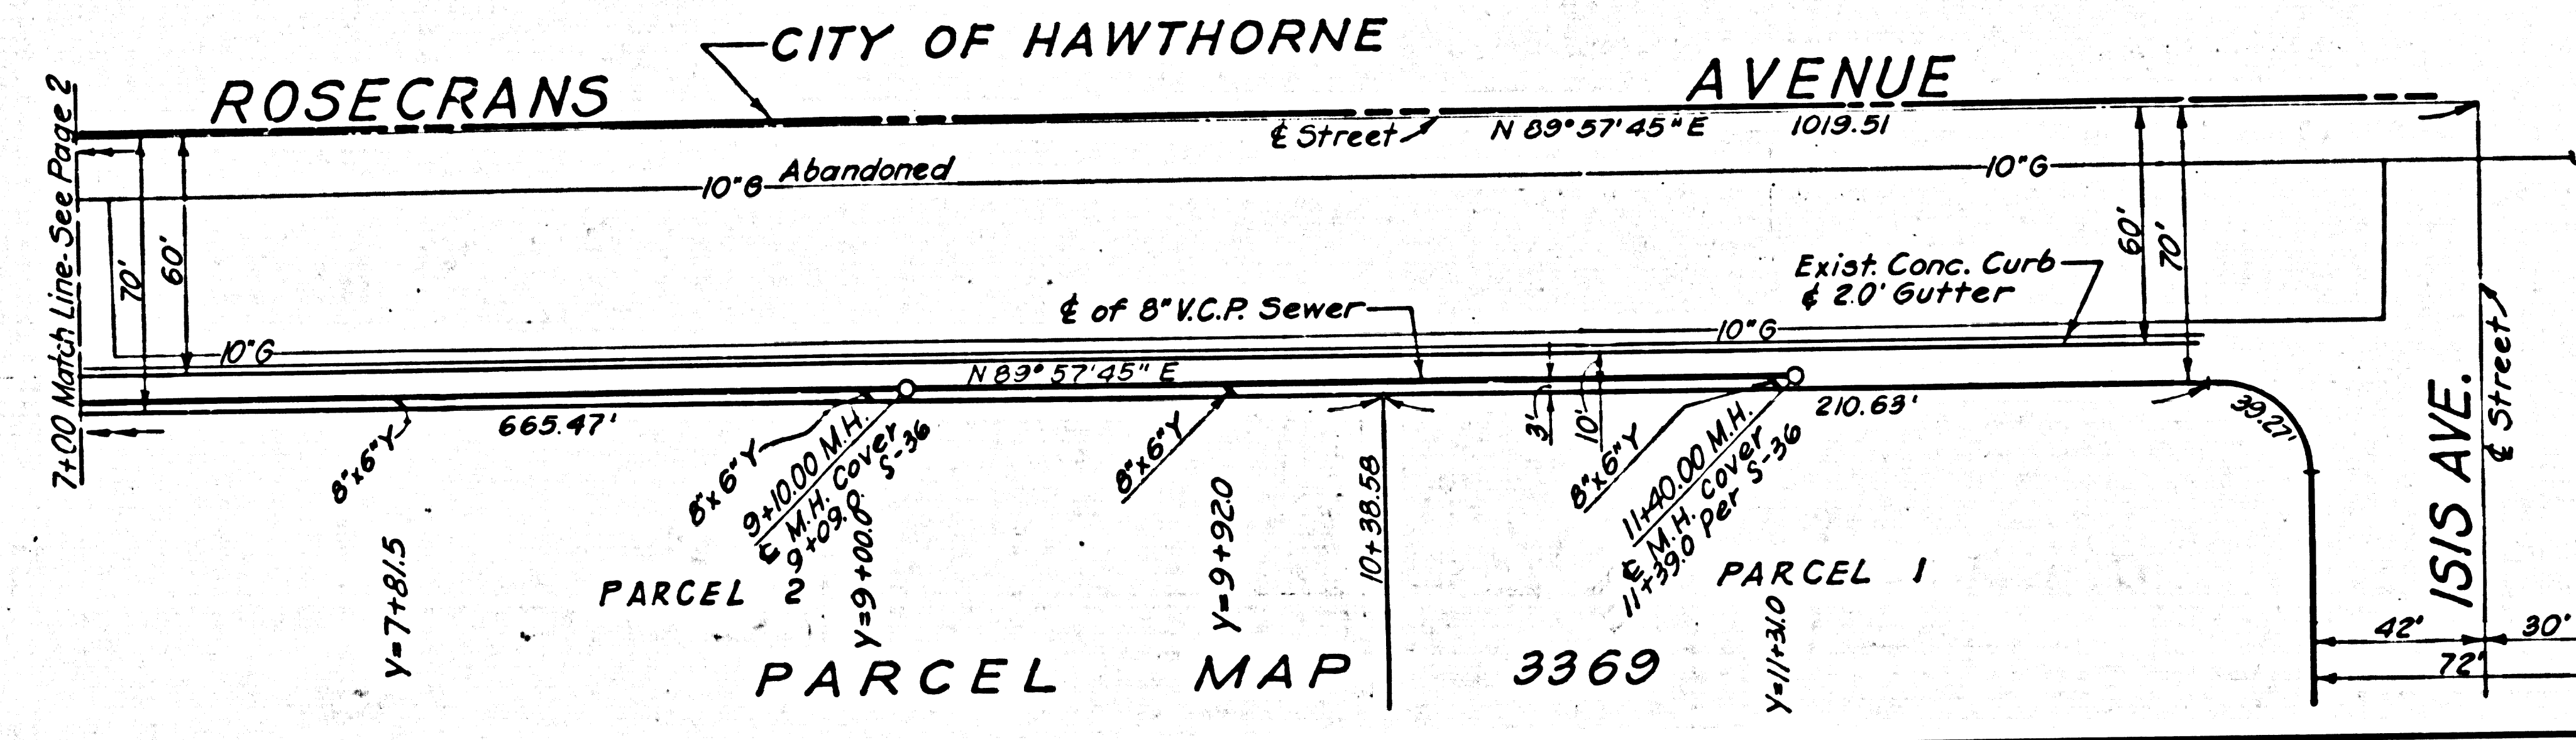 CITY OF HAWTHORNE
ROSECRANS AVENUE
7+00 Match Line-See Page 2
℄ Street
N 89°57'45" E 1019.51
10"G Abandoned
10"G
70'
60'
60'
70'
Exist. Conc. Curb
& 2.0' Gutter
℄ of 8" V.C.P. Sewer
10"G
10"G
N 89°57'45" E
665.47'
3'
10'
210.63'
39.27'
8"x6"Y
8"x6"Y
9+10.00 M.H.
℄ M.H. Cover
9+09.0 S-36
8"x6"Y
8"x6"Y
11+40.00 M.H.
℄ M.H. Cover
11+39.0 per S-36
Y=7+81.5
Y=9+00.0
Y=9+92.0
10+38.58
Y=11+31.0
PARCEL 2
PARCEL 1
PARCEL MAP 3369
ISIS AVE.
℄ Street
42'
30'
72'